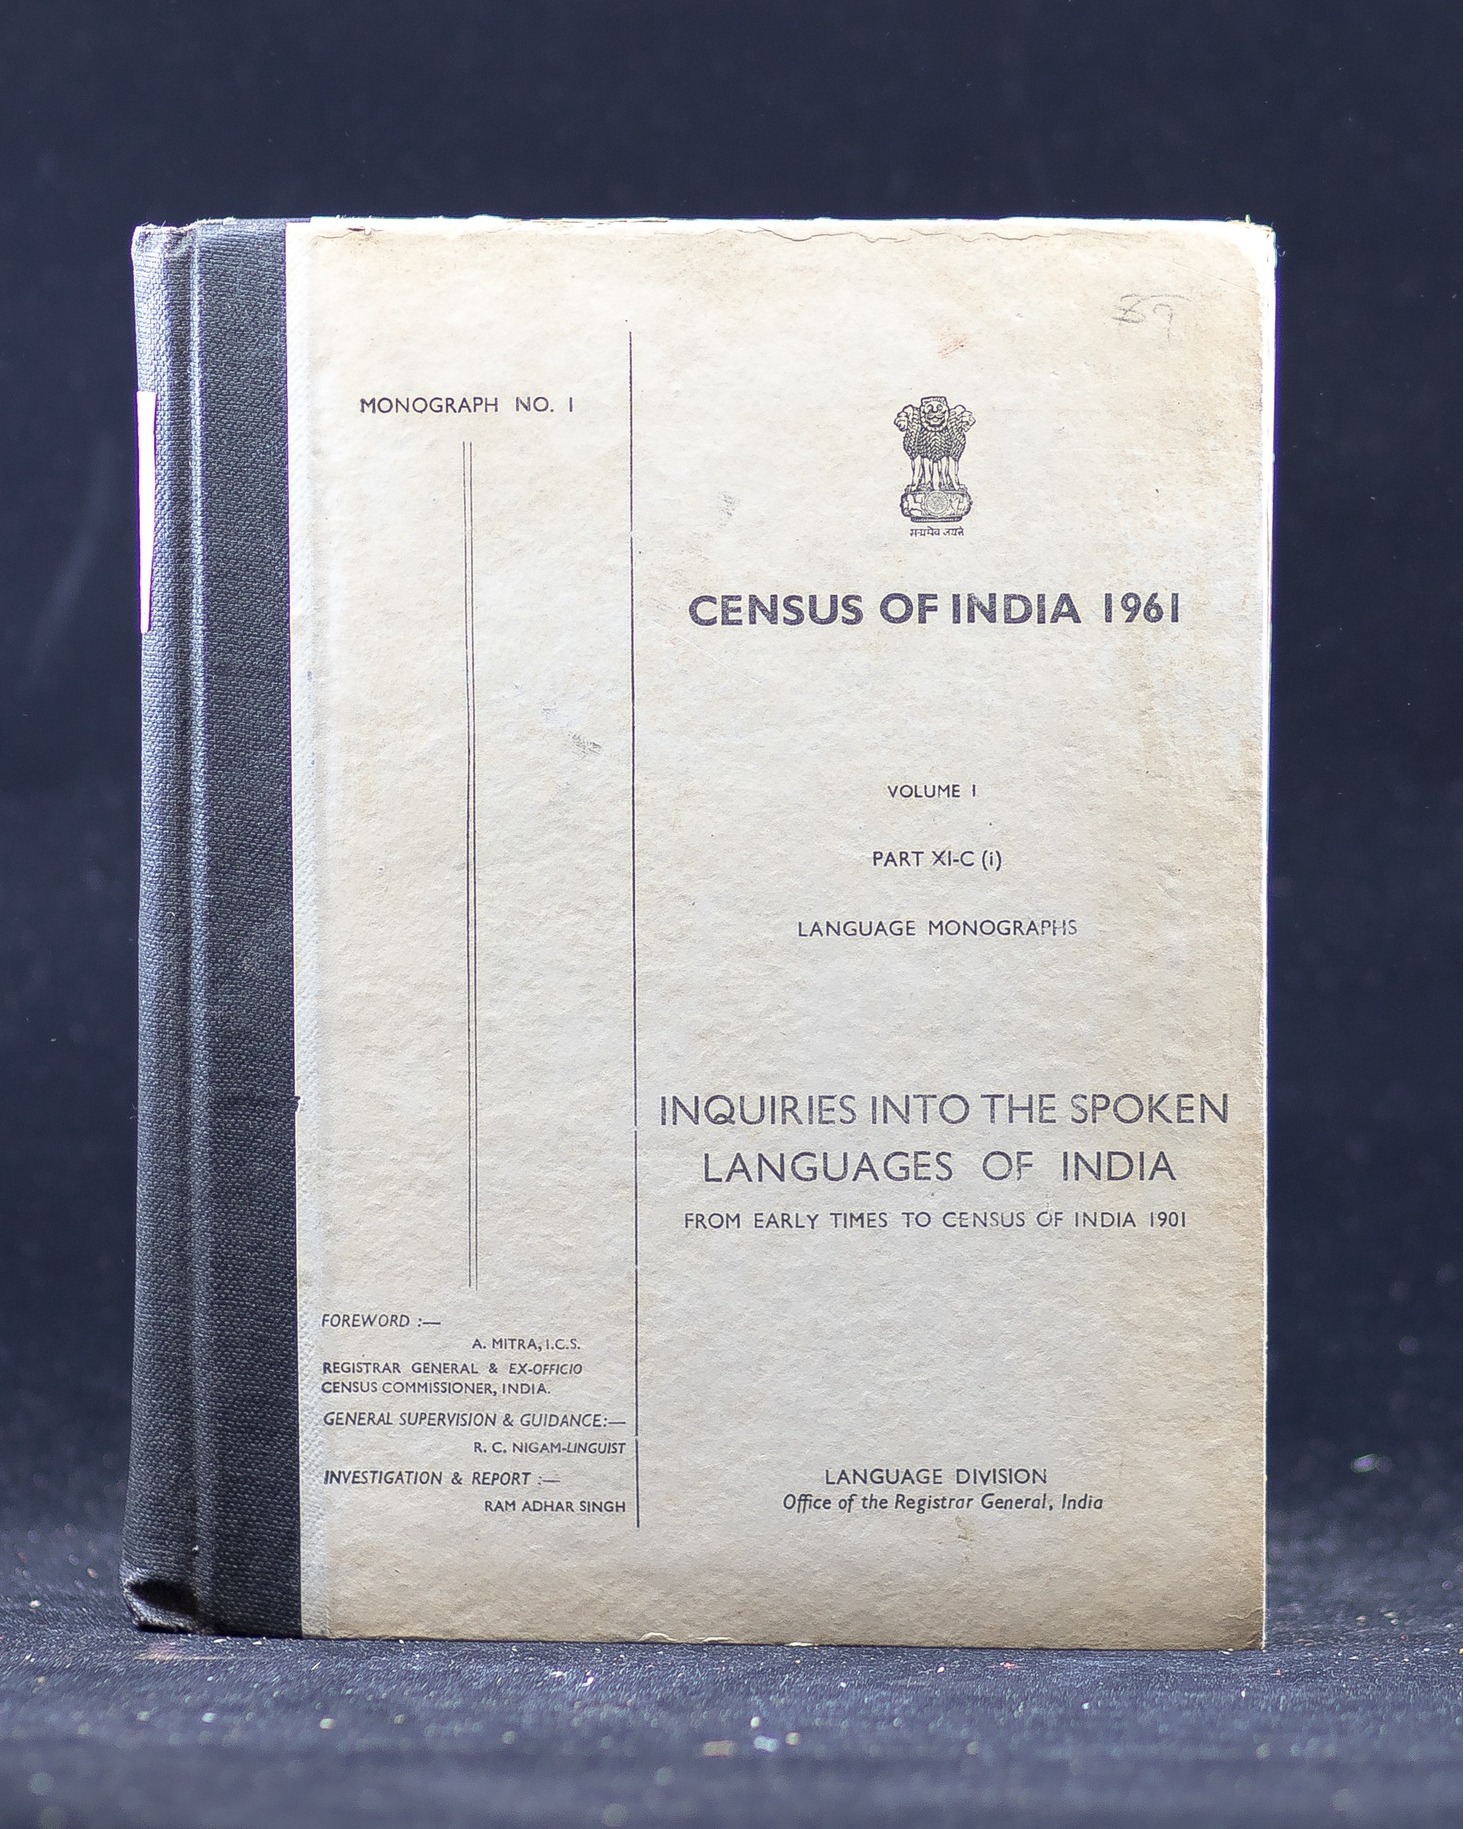 MONOGRAPH NO. 1
FOREWORD :—
A. MITRA, I.C.S.
REGISTRAR GENERAL & EX-OFFICIO
CENSUS COMMISSIONER, INDIA.
GENERAL SUPERVISION & GUIDANCE:—
R. C. NIGAM-LINGUIST
INVESTIGATION & REPORT :—
RAM ADHAR SINGH
सत्यमेव जयते
CENSUS OF INDIA 1961
VOLUME I
PART XI-C (i)
LANGUAGE MONOGRAPHS
INQUIRIES INTO THE SPOKEN
LANGUAGES OF INDIA
FROM EARLY TIMES TO CENSUS OF INDIA 1901
LANGUAGE DIVISION
Office of the Registrar General, India